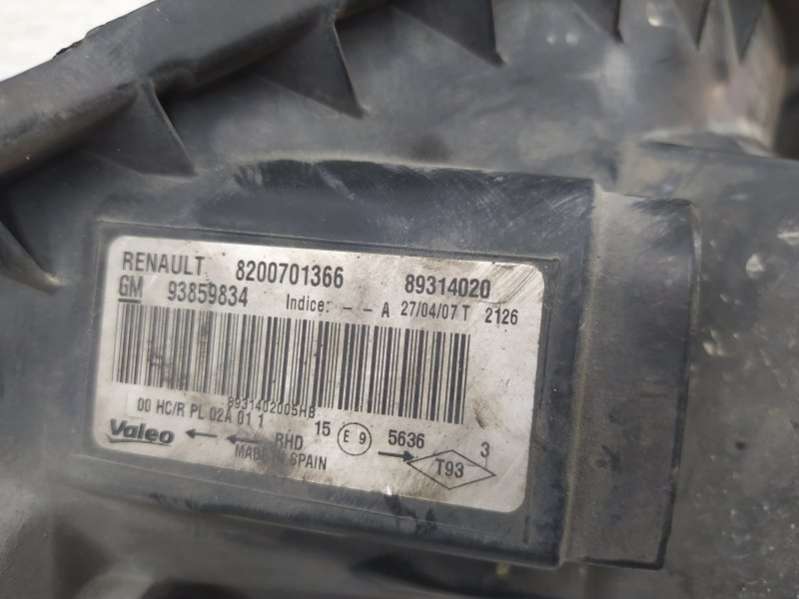 RENAULT 8200701366 89314020
GM 93859834 Indice: - - A 27/04/07 T 2126
8931402005HB
00 HC/R PL 02A 01 1
Valeo RHD 15 E 9 5636 3
MADE IN SPAIN T93